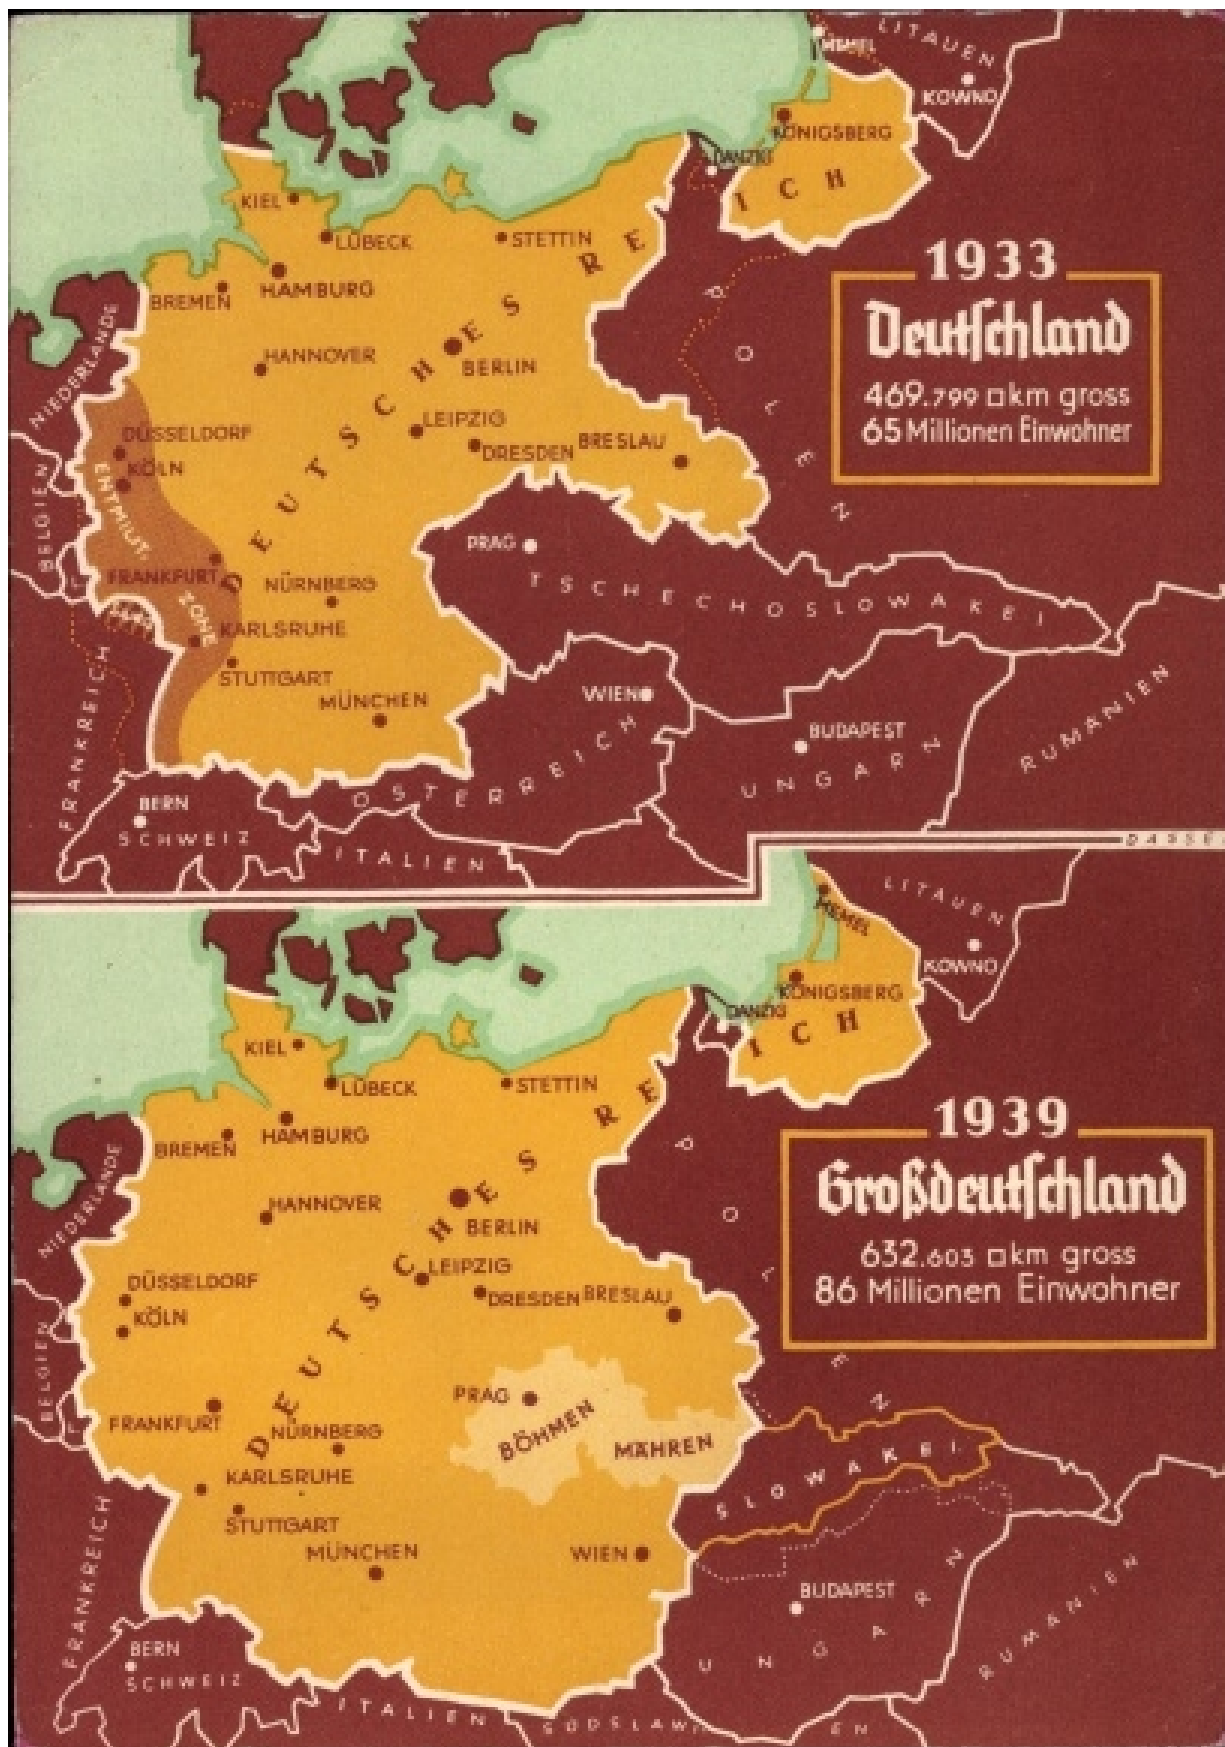 LITAUEN
MEMEL
KOWNO
KÖNIGSBERG
DANZIG
KIEL
LÜBECK
STETTIN
HAMBURG
BREMEN
1933
Deutschland
469.799 □km gross
65 Millionen Einwohner
NIEDERLANDE
HANNOVER
BERLIN
POLEN
DEUTSCHES REICH
LEIPZIG
DÜSSELDORF
DRESDEN
BRESLAU
KÖLN
BELGIEN
ENTMILIT. ZONE
PRAG
FRANKFURT
TSCHECHOSLOWAKEI
NÜRNBERG
SAAR
KARLSRUHE
STUTTGART
MÜNCHEN
WIEN
FRANKREICH
BUDAPEST
UNGARN
RUMANIEN
ÖSTERREICH
BERN
SCHWEIZ
ITALIEN
LITAUEN
MEMEL
KOWNO
KÖNIGSBERG
DANZIG
KIEL
LÜBECK
STETTIN
HAMBURG
BREMEN
1939
Großdeutschland
632.603 □km gross
86 Millionen Einwohner
NIEDERLANDE
HANNOVER
BERLIN
POLEN
DEUTSCHES REICH
LEIPZIG
DÜSSELDORF
DRESDEN
BRESLAU
KÖLN
BELGIEN
PRAG
BÖHMEN
MÄHREN
FRANKFURT
NÜRNBERG
SLOWAKEI
KARLSRUHE
STUTTGART
MÜNCHEN
WIEN
FRANKREICH
BUDAPEST
UNGARN
RUMANIEN
BERN
SCHWEIZ
ITALIEN
SÜDSLAWIEN